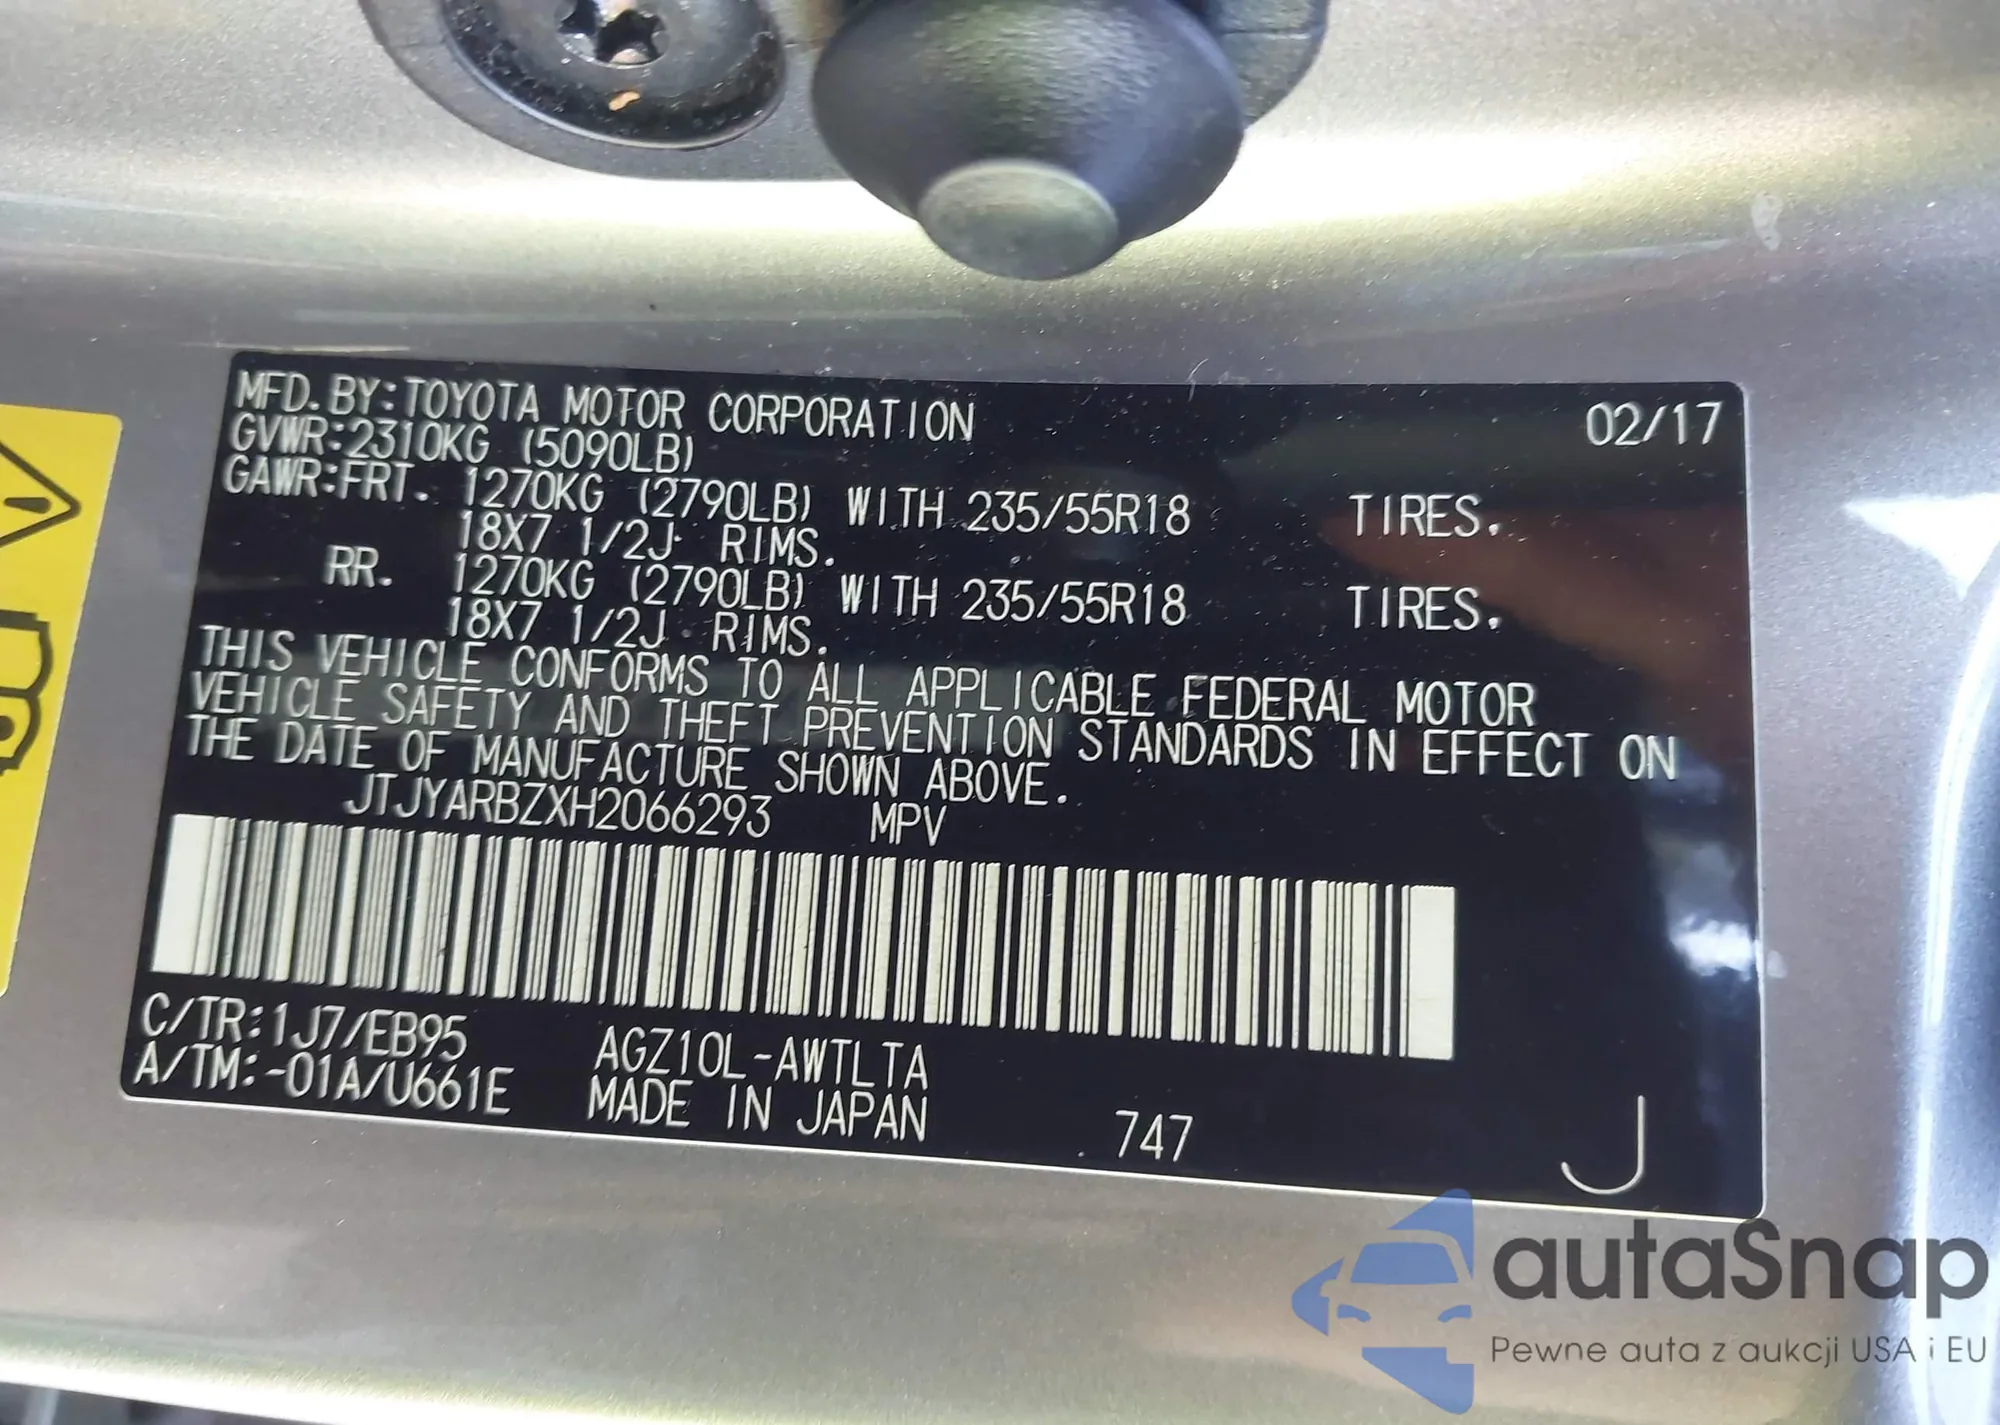 MFD. BY: TOYOTA MOTOR CORPORATION 02/17
GVWR: 2310KG (5090LB)
GAWR: FRT. 1270KG (2790LB) WITH 235/55R18 TIRES.
18X7 1/2J RIMS.
RR. 1270KG (2790LB) WITH 235/55R18 TIRES.
18X7 1/2J RIMS.
THIS VEHICLE CONFORMS TO ALL APPLICABLE FEDERAL MOTOR
VEHICLE SAFETY AND THEFT PREVENTION STANDARDS IN EFFECT ON
THE DATE OF MANUFACTURE SHOWN ABOVE.
JTJYARBZXH2066293 MPV
C/TR: 1J7/EB95 AGZ10L-AWTLTA
A/TM: -01A/U661E MADE IN JAPAN 747 J
autaSnap
Pewne auta z aukcji USA i EU